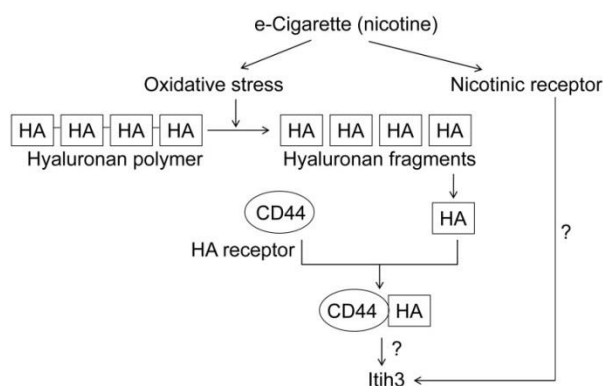 e-Cigarette (nicotine)
Oxidative stress
Nicotinic receptor
HA HA HA HA
HA HA HA HA
Hyaluronan polymer
Hyaluronan fragments
CD44
HA
HA receptor
?
CD44 HA
?
Itih3